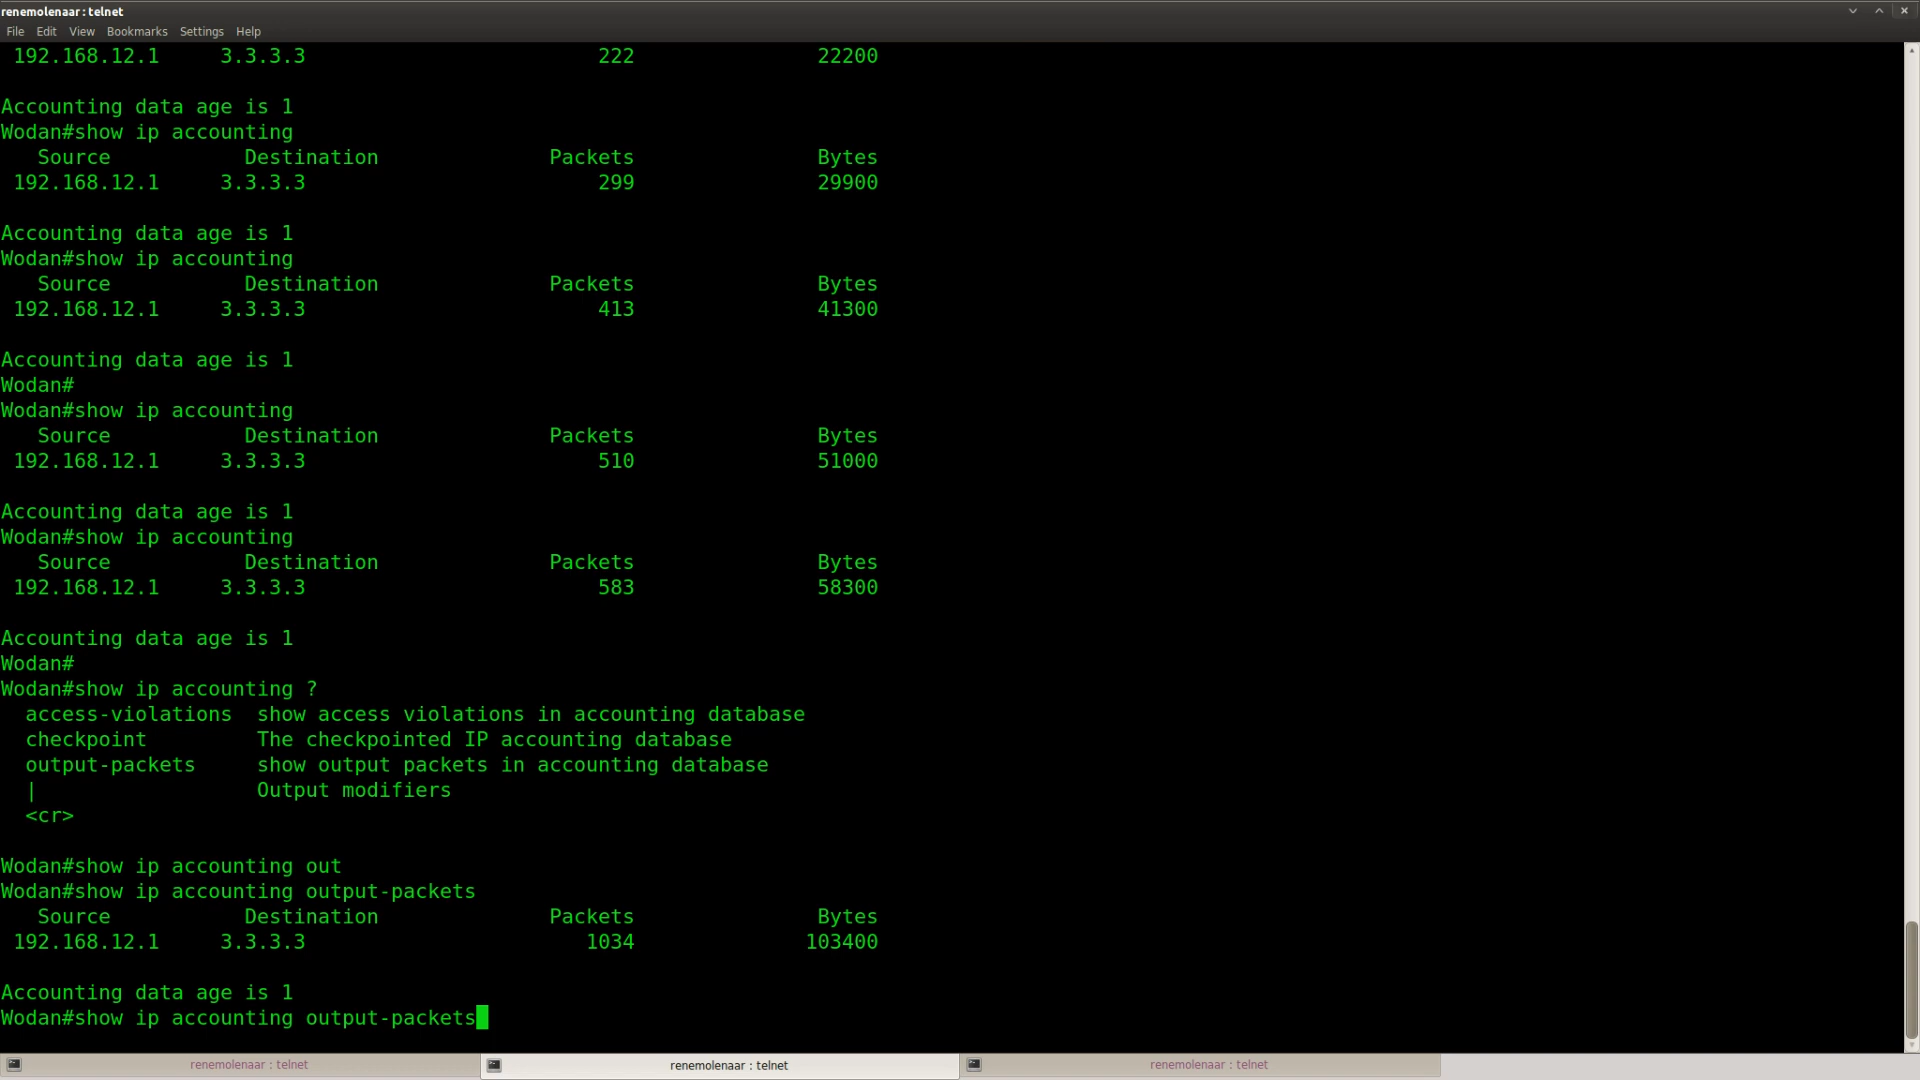 renemolenaar : telnet
File Edit View Bookmarks Settings Help
192.168.12.1 3.3.3.3 222 22200
Accounting data age is 1
Wodan#show ip accounting
Source Destination Packets Bytes
192.168.12.1 3.3.3.3 299 29900
Accounting data age is 1
Wodan#show ip accounting
Source Destination Packets Bytes
192.168.12.1 3.3.3.3 413 41300
Accounting data age is 1
Wodan#
Wodan#show ip accounting
Source Destination Packets Bytes
192.168.12.1 3.3.3.3 510 51000
Accounting data age is 1
Wodan#show ip accounting
Source Destination Packets Bytes
192.168.12.1 3.3.3.3 583 58300
Accounting data age is 1
Wodan#
Wodan#show ip accounting ?
access-violations show access violations in accounting database
checkpoint The checkpointed IP accounting database
output-packets show output packets in accounting database
| Output modifiers
<cr>
Wodan#show ip accounting out
Wodan#show ip accounting output-packets
Source Destination Packets Bytes
192.168.12.1 3.3.3.3 1034 103400
Accounting data age is 1
Wodan#show ip accounting output-packets
renemolenaar : telnet renemolenaar : telnet renemolenaar : telnet